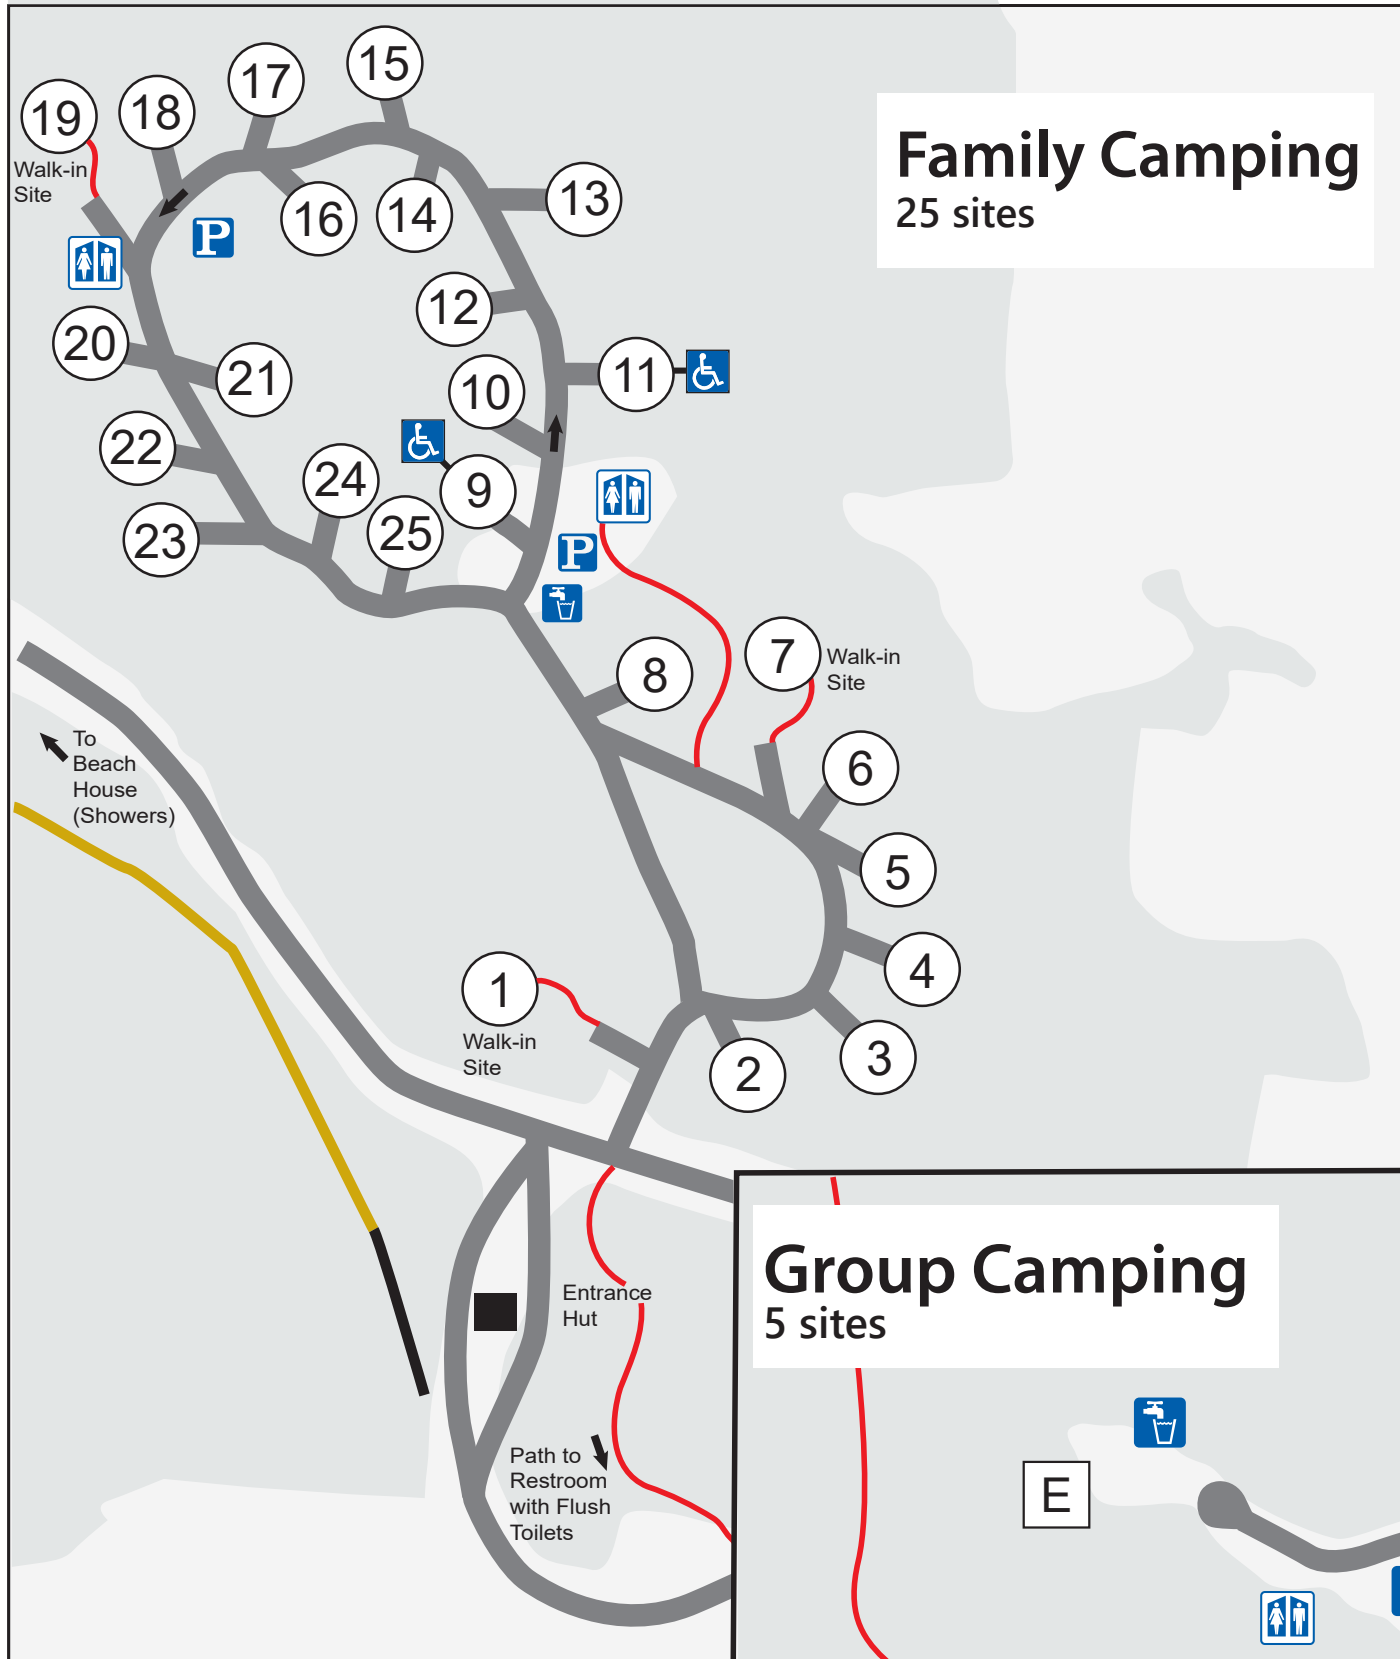 Family Camping
25 sites
15
17
18
19
Walk-in
Site
16
14
13
P
12
20
21
11
10
22
24
9
23
25
P
8
7
Walk-in
Site
To
Beach
House
(Showers)
6
5
4
1
Walk-in
Site
2
3
Entrance
Hut
Path to
Restroom
with Flush
Toilets
Group Camping
5 sites
E